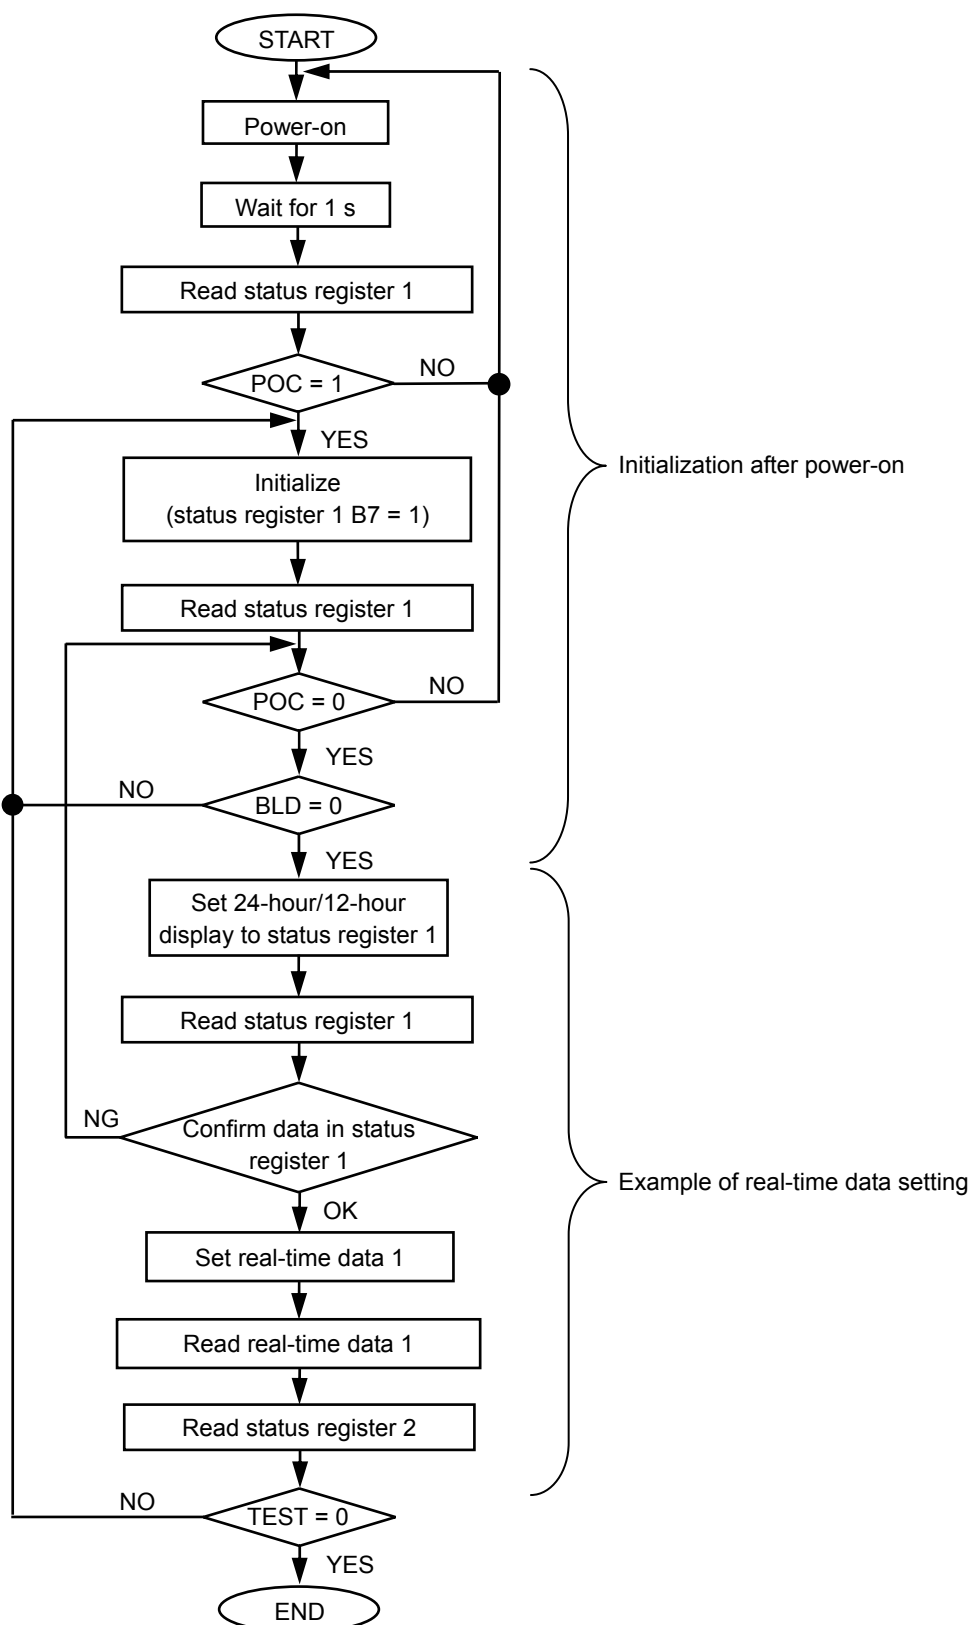 START
Power-on
Wait for 1 s
Read status register 1
POC = 1
NO
YES
Initialize
(status register 1 B7 = 1)
Initialization after power-on
Read status register 1
POC = 0
NO
YES
BLD = 0
NO
YES
Set 24-hour/12-hour
display to status register 1
Read status register 1
NG
Confirm data in status
register 1
Example of real-time data setting
OK
Set real-time data 1
Read real-time data 1
Read status register 2
NO
TEST = 0
YES
END